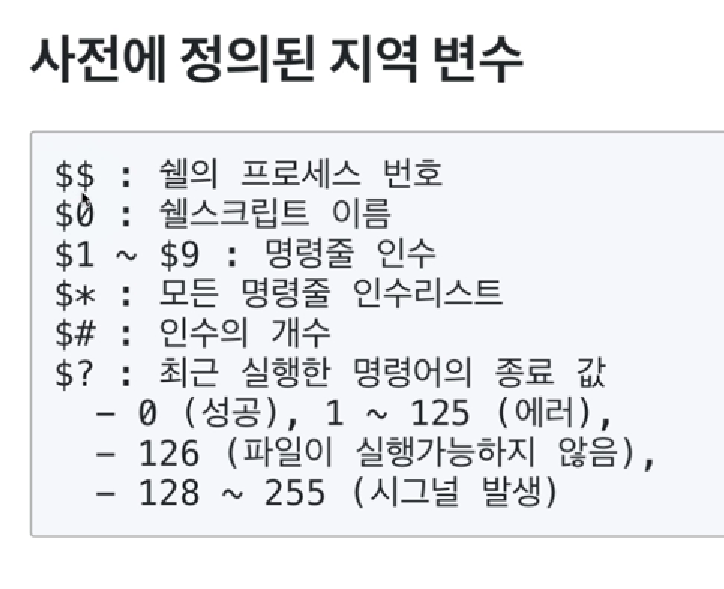 사전에 정의된 지역 변수
$$ : 쉘의 프로세스 번호
$0 : 쉘스크립트 이름
$1 ~ $9 : 명령줄 인수
$* : 모든 명령줄 인수리스트
$# : 인수의 개수
$? : 최근 실행한 명령어의 종료 값
– 0 (성공), 1 ~ 125 (에러),
– 126 (파일이 실행가능하지 않음),
– 128 ~ 255 (시그널 발생)